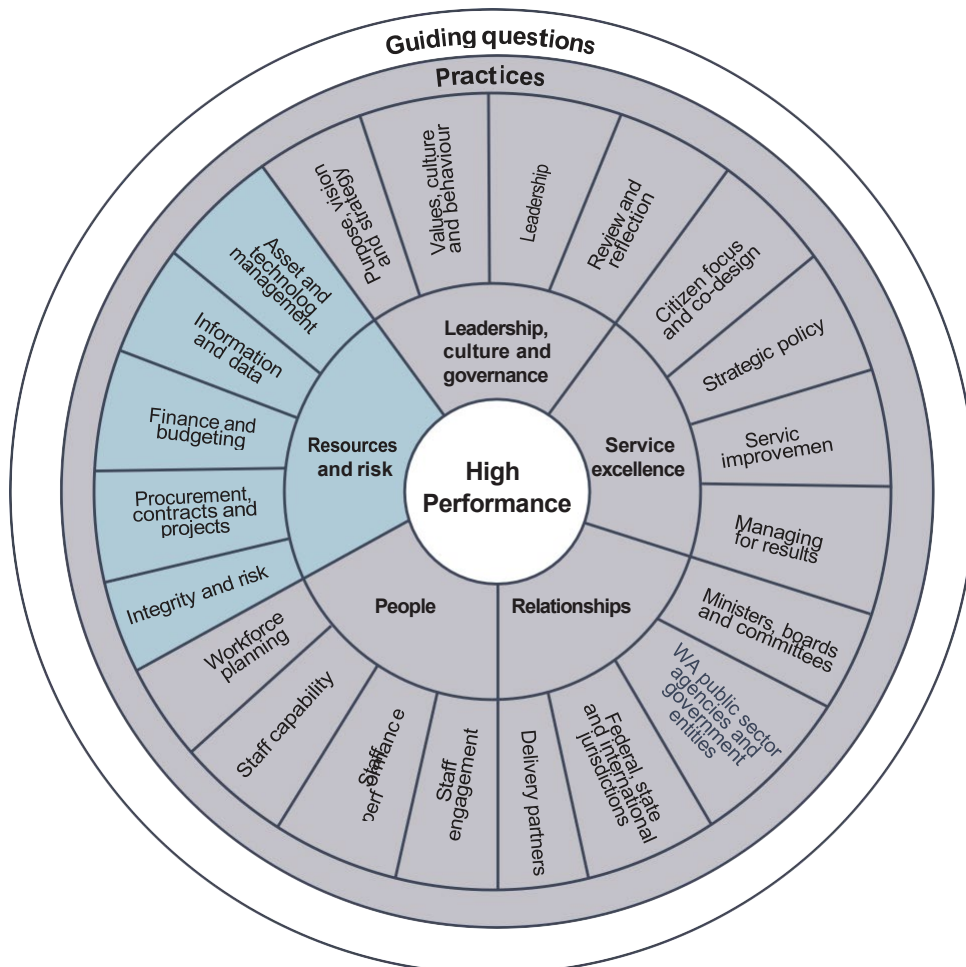 Guiding questions
Practices
Purpose, vision
and strategy
Values, culture
and behaviour
Leadership
Review and
reflection
Citizen focus
and co-design
Strategic policy
Servic
improvemen
Managing
for results
Ministers, boards
and committees
WA public sector
agencies and
government
entities
Federal, state
and international
jurisdictions
Delivery partners
Staff
engagement
Staff
Staff capability
Workforce
planning
Integrity and risk
Procurement,
contracts and
projects
Finance and
budgeting
Information
and data
Asset and
technolog
management
Leadership,
culture and
governance
Service
excellence
Relationships
People
Resources
and risk
High
Performance